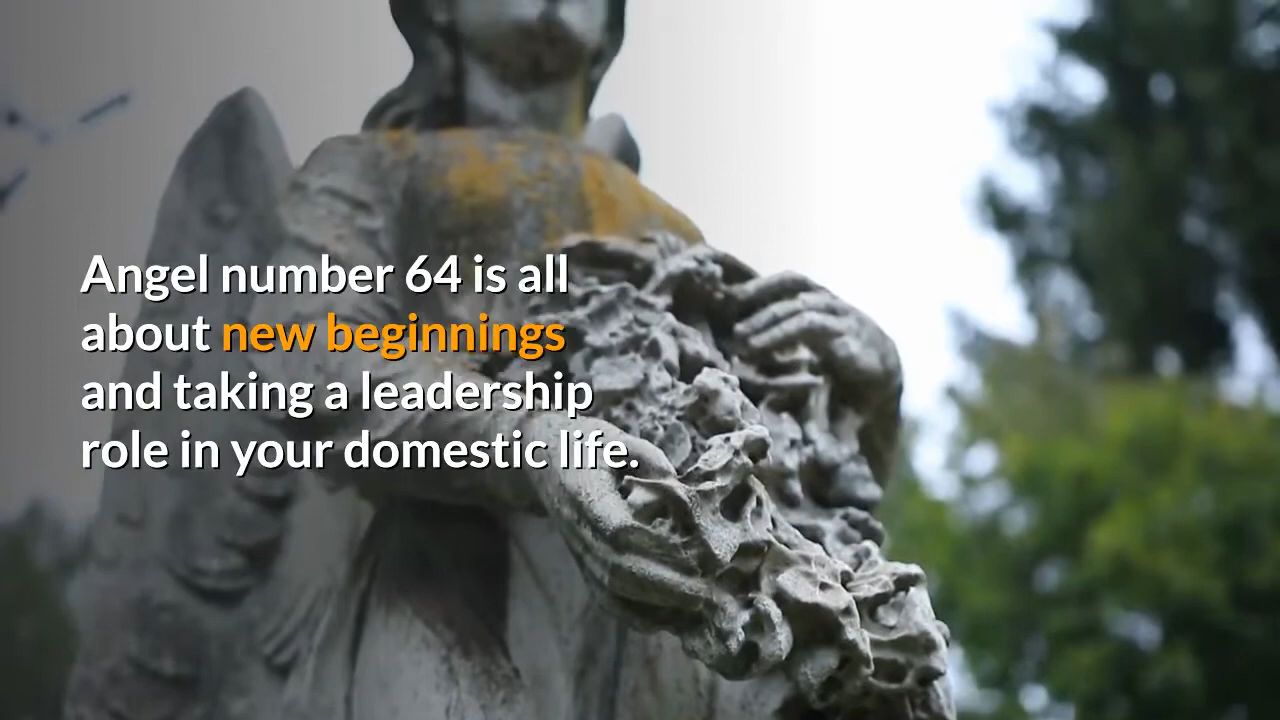 Angel number 64 is all
about new beginnings
and taking a leadership
role in your domestic life.